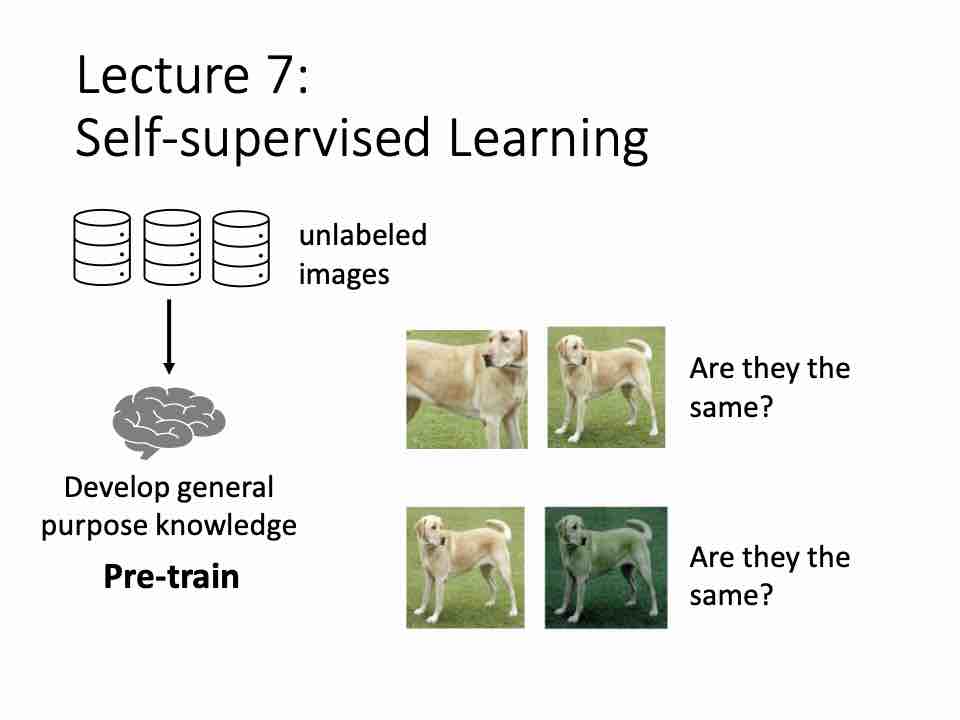 Lecture 7:
Self-supervised Learning
unlabeled
images
Develop general
purpose knowledge
Pre-train
Are they the
same?
Are they the
same?